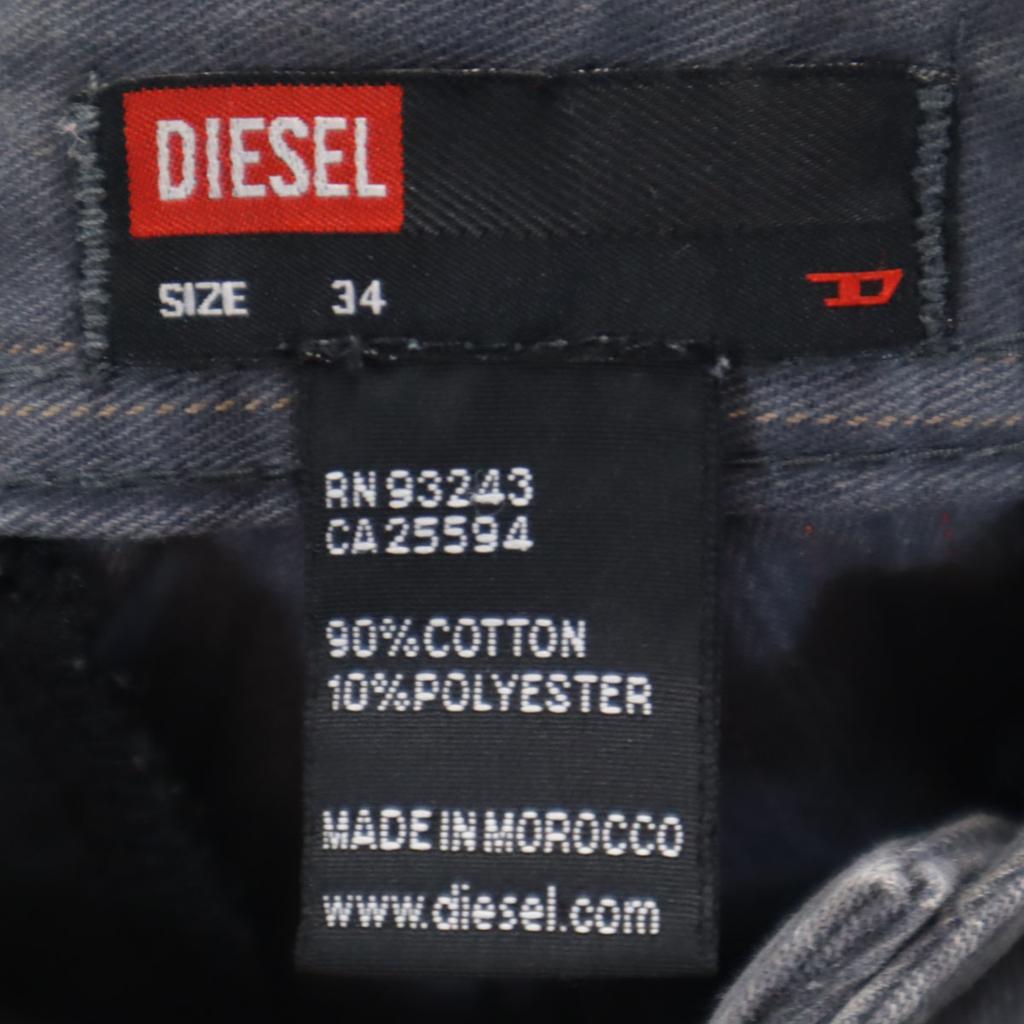 DIESEL
SIZE 34
RN 93243
CA 25594
90% COTTON
10% POLYESTER
MADE IN MOROCCO
www.diesel.com